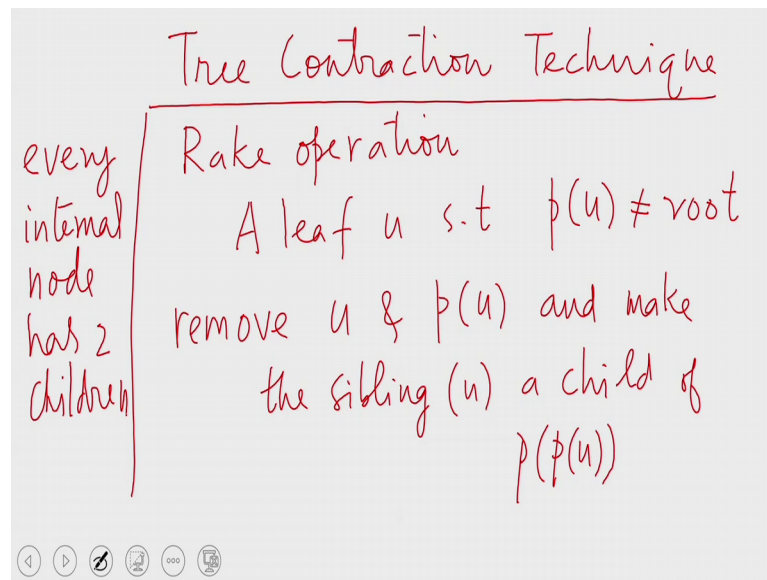 Tree Contraction Technique
every
internal
node
has 2
children
Rake operation
A leaf u s.t p(u) ≠ root
remove u & p(u) and make
the sibling (u) a child of
p(p(u))